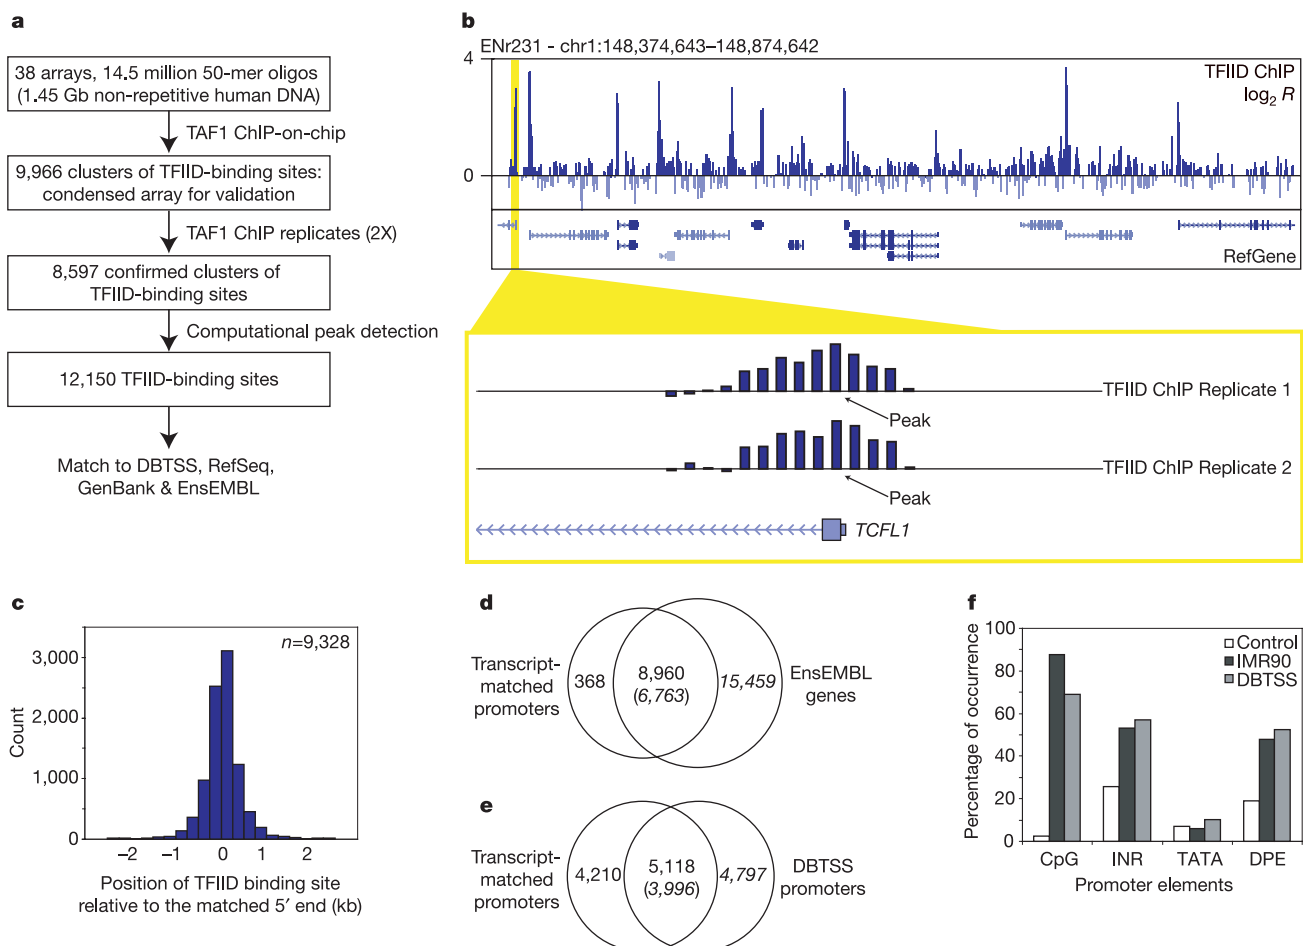 a
38 arrays, 14.5 million 50-mer oligos
(1.45 Gb non-repetitive human DNA)
TAF1 ChIP-on-chip
9,966 clusters of TFIID-binding sites:
condensed array for validation
TAF1 ChIP replicates (2X)
8,597 confirmed clusters of
TFIID-binding sites
Computational peak detection
12,150 TFIID-binding sites
Match to DBTSS, RefSeq,
GenBank & EnsEMBL
b
ENr231 - chr1:148,374,643–148,874,642
4
0
TFIID ChIP
log2 R
RefGene
TFIID ChIP Replicate 1
Peak
TFIID ChIP Replicate 2
Peak
TCFL1
c
n=9,328
Count
3,000
2,000
1,000
0
–2
–1
0
1
2
Position of TFIID binding site
relative to the matched 5′ end (kb)
d
Transcript-
matched
promoters
368
8,960
(6,763)
15,459
EnsEMBL
genes
e
Transcript-
matched
promoters
4,210
5,118
(3,996)
4,797
DBTSS
promoters
f
Percentage of occurrence
100
80
60
40
20
0
Control
IMR90
DBTSS
CpG
INR
TATA
DPE
Promoter elements